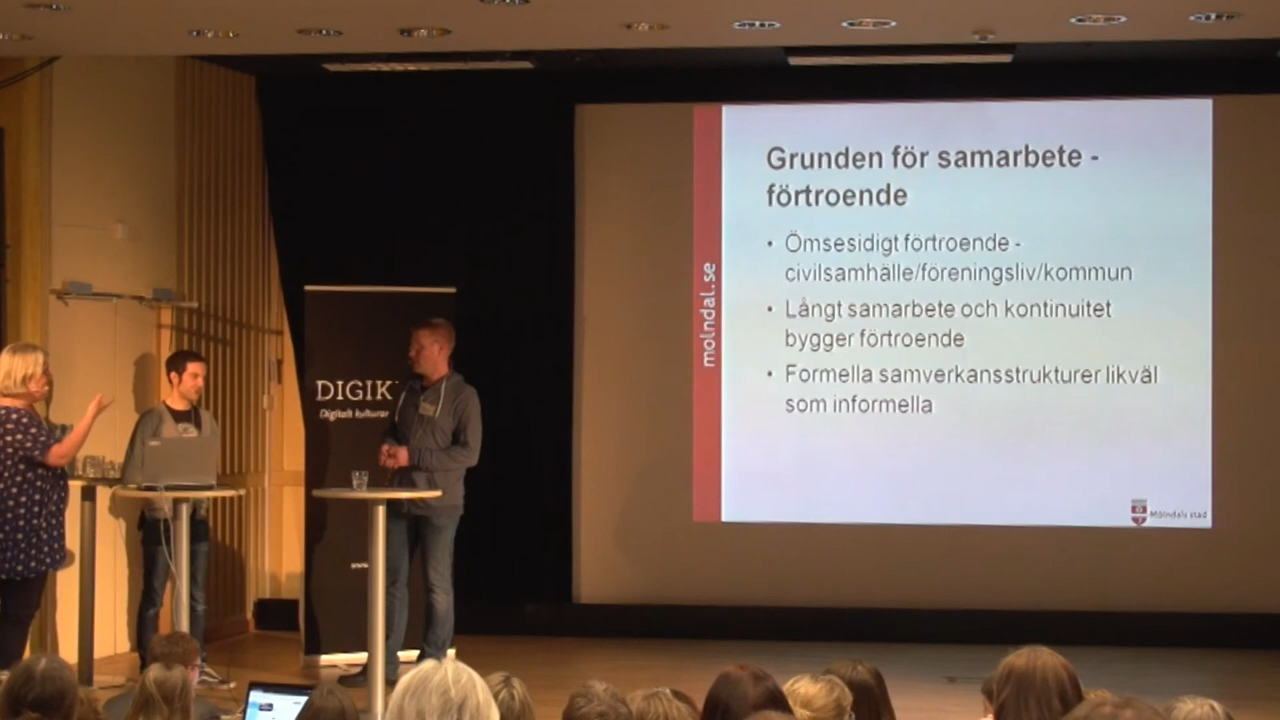 Grunden för samarbete -
förtroende
• Ömsesidigt förtroende -
civilsamhälle/föreningsliv/kommun
• Långt samarbete och kontinuitet
bygger förtroende
• Formella samverkansstrukturer likväl
som informella
molndal.se
Mölndals stad
DIGIK
Digitalt kulturar